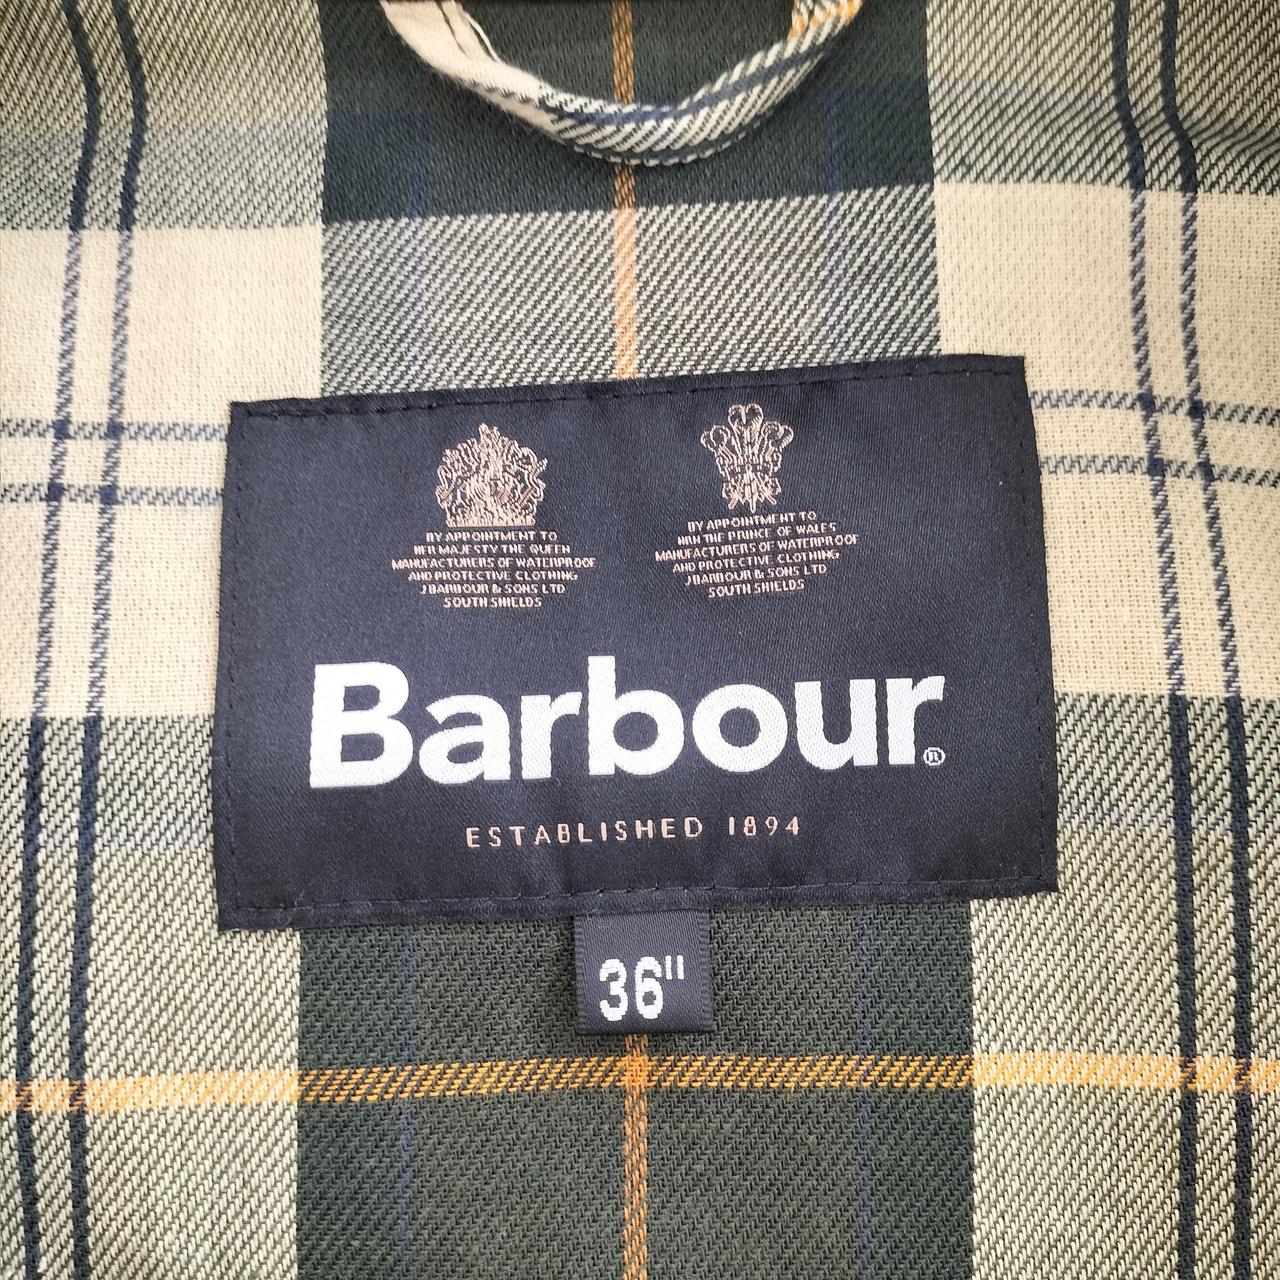 BY APPOINTMENT TO
HER MAJESTY THE QUEEN
MANUFACTURERS OF WATERPROOF
AND PROTECTIVE CLOTHING
J BARBOUR & SONS LTD
SOUTH SHIELDS
BY APPOINTMENT TO
HRH THE PRINCE OF WALES
MANUFACTURERS OF WATERPROOF
AND PROTECTIVE CLOTHING
J BARBOUR & SONS LTD
SOUTH SHIELDS
Barbour®
ESTABLISHED 1894
36"